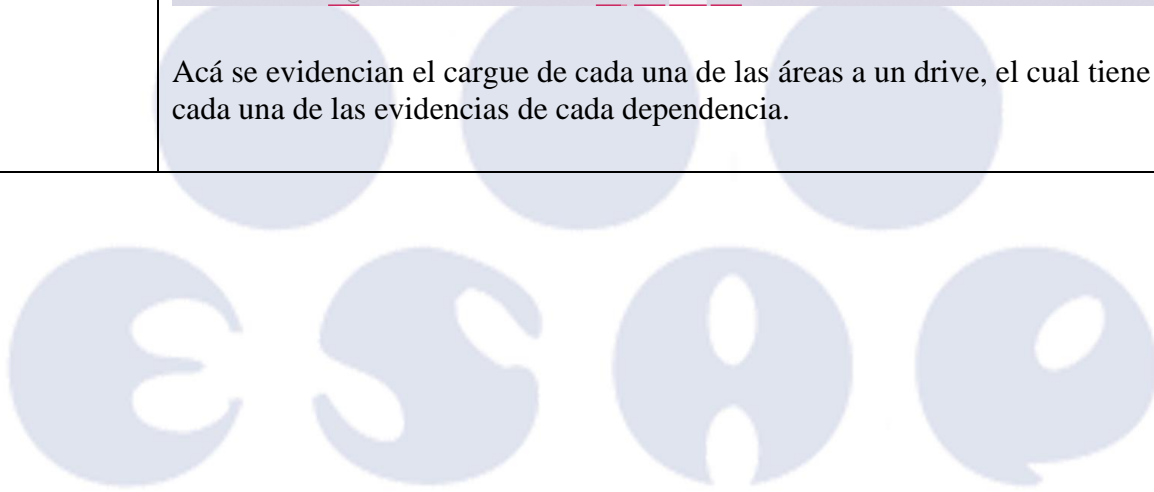 Acá se evidencian el cargue de cada una de las áreas a un drive, el cual tiene
cada una de las evidencias de cada dependencia.
ESAP